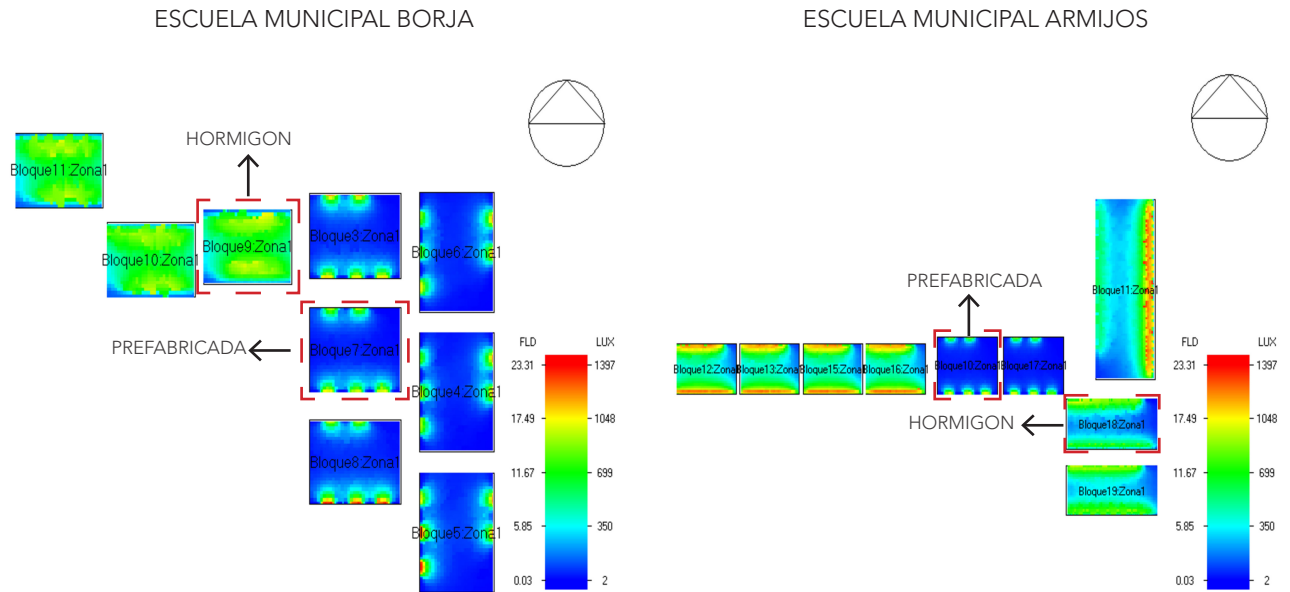 ESCUELA MUNICIPAL BORJA
HORMIGON
Bloque11:Zona1
Bloque10:Zona1
Bloque9:Zona1
Bloque3:Zona1
Bloque6:Zona1
PREFABRICADA
Bloque7:Zona1
Bloque4:Zona1
Bloque8:Zona1
Bloque5:Zona1
FLD LUX
23.31 1397
17.49 1048
11.67 699
5.85 350
0.03 2
ESCUELA MUNICIPAL ARMIJOS
PREFABRICADA
Bloque11:Zona1
Bloque12:Zona1
Bloque13:Zona1
Bloque15:Zona1
Bloque16:Zona1
Bloque10:Zona1
Bloque17:Zona1
HORMIGON
Bloque18:Zona1
Bloque19:Zona1
FLD LUX
23.31 1397
17.49 1048
11.67 699
5.85 350
0.03 2